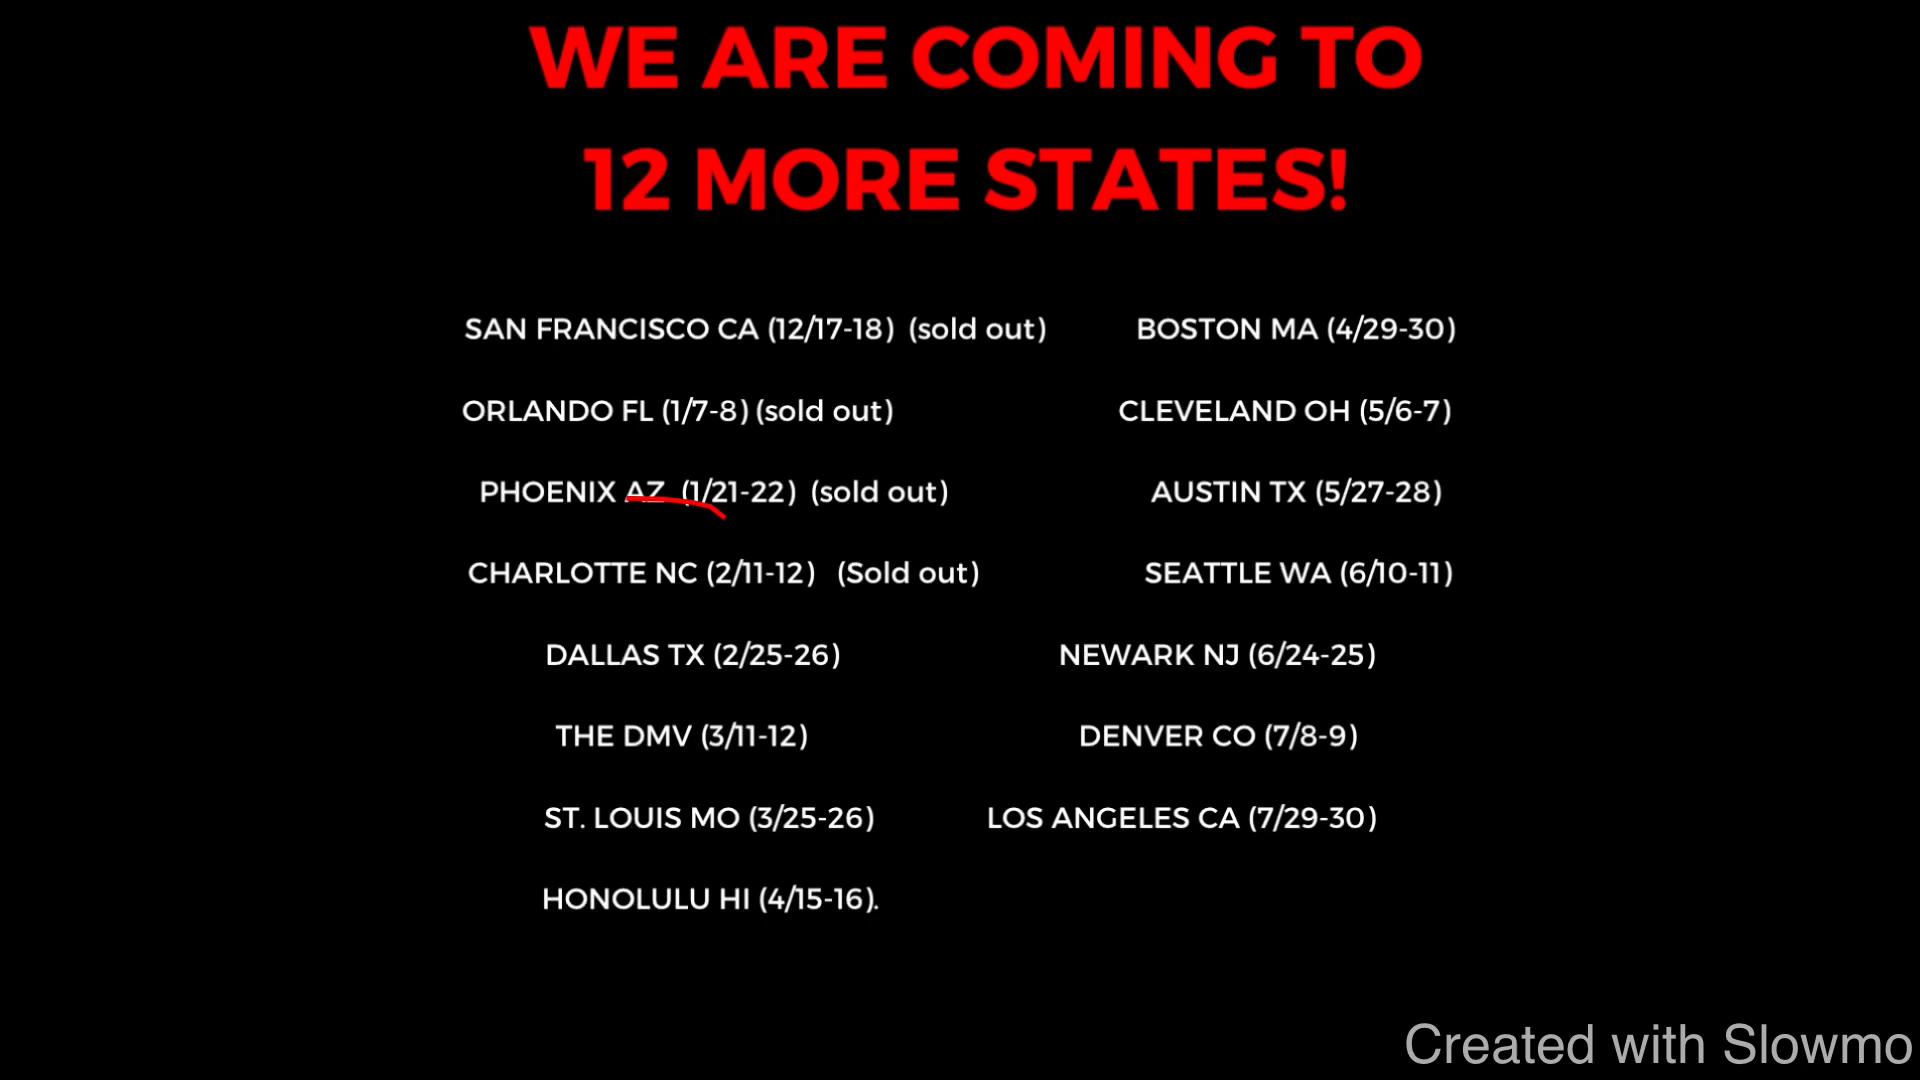 WE ARE COMING TO
12 MORE STATES!
SAN FRANCISCO CA (12/17-18) (sold out)
ORLANDO FL (1/7-8) (sold out)
PHOENIX AZ (1/21-22) (sold out)
CHARLOTTE NC (2/11-12) (Sold out)
DALLAS TX (2/25-26)
THE DMV (3/11-12)
ST. LOUIS MO (3/25-26)
HONOLULU HI (4/15-16).
BOSTON MA (4/29-30)
CLEVELAND OH (5/6-7)
AUSTIN TX (5/27-28)
SEATTLE WA (6/10-11)
NEWARK NJ (6/24-25)
DENVER CO (7/8-9)
LOS ANGELES CA (7/29-30)
Created with Slowmo